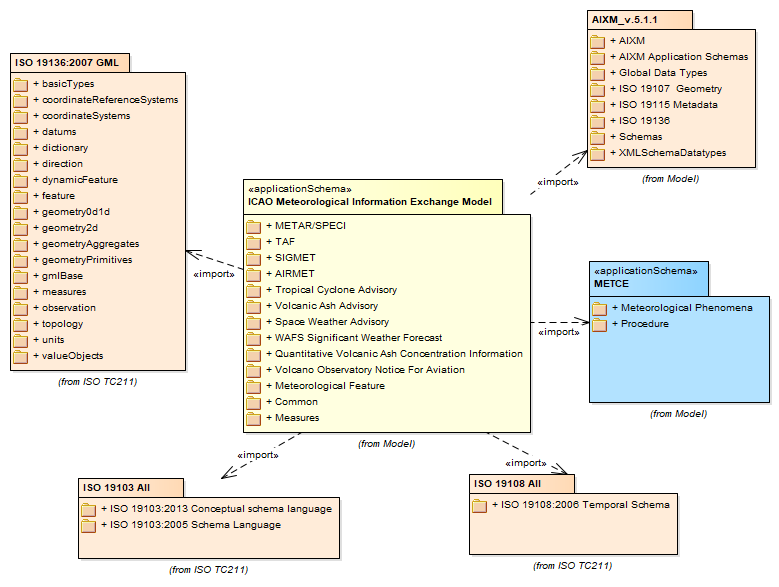 AIXM_v.5.1.1
+ AIXM
+ AIXM Application Schemas
+ Global Data Types
+ ISO 19107  Geometry
+ ISO 19115 Metadata
+ ISO 19136
+ Schemas
+ XMLSchemaDatatypes
(from Model)
ISO 19136:2007 GML
+ basicTypes
+ coordinateReferenceSystems
+ coordinateSystems
+ datums
+ dictionary
+ direction
+ dynamicFeature
+ feature
+ geometry0d1d
+ geometry2d
+ geometryAggregates
+ geometryPrimitives
+ gmlBase
+ measures
+ observation
+ topology
+ units
+ valueObjects
(from ISO TC211)
«applicationSchema»
ICAO Meteorological Information Exchange Model
+ METAR/SPECI
+ TAF
+ SIGMET
+ AIRMET
+ Tropical Cyclone Advisory
+ Volcanic Ash Advisory
+ Space Weather Advisory
+ WAFS Significant Weather Forecast
+ Quantitative Volcanic Ash Concentration Information
+ Volcano Observatory Notice For Aviation
+ Meteorological Feature
+ Common
+ Measures
(from Model)
«import»
«import»
«import»
«import»
«import»
«applicationSchema»
METCE
+ Meteorological Phenomena
+ Procedure
(from Model)
ISO 19103 All
+ ISO 19103:2013 Conceptual schema language
+ ISO 19103:2005 Schema Language
(from ISO TC211)
ISO 19108 All
+ ISO 19108:2006 Temporal Schema
(from ISO TC211)